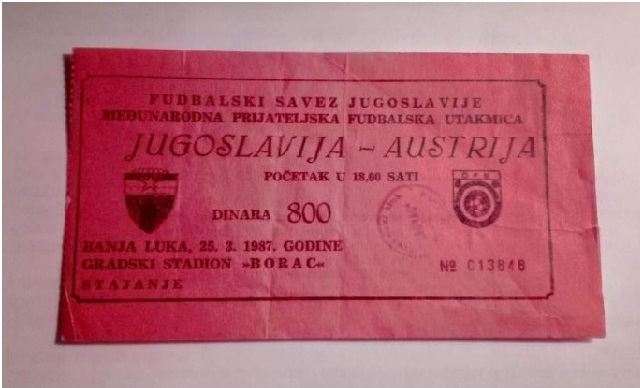 FUDBALSKI SAVEZ JUGOSLAVIJE
MEĐUNARODNA PRIJATELJSKA FUDBALSKA UTAKMICA
JUGOSLAVIJA – AUSTRIJA
POČETAK U 18,00 SATI
DINARA 800
BANJA LUKA, 25. 3. 1987. GODINE
GRADSKI STADION »BORAC«
№ 013848
STAJANJE